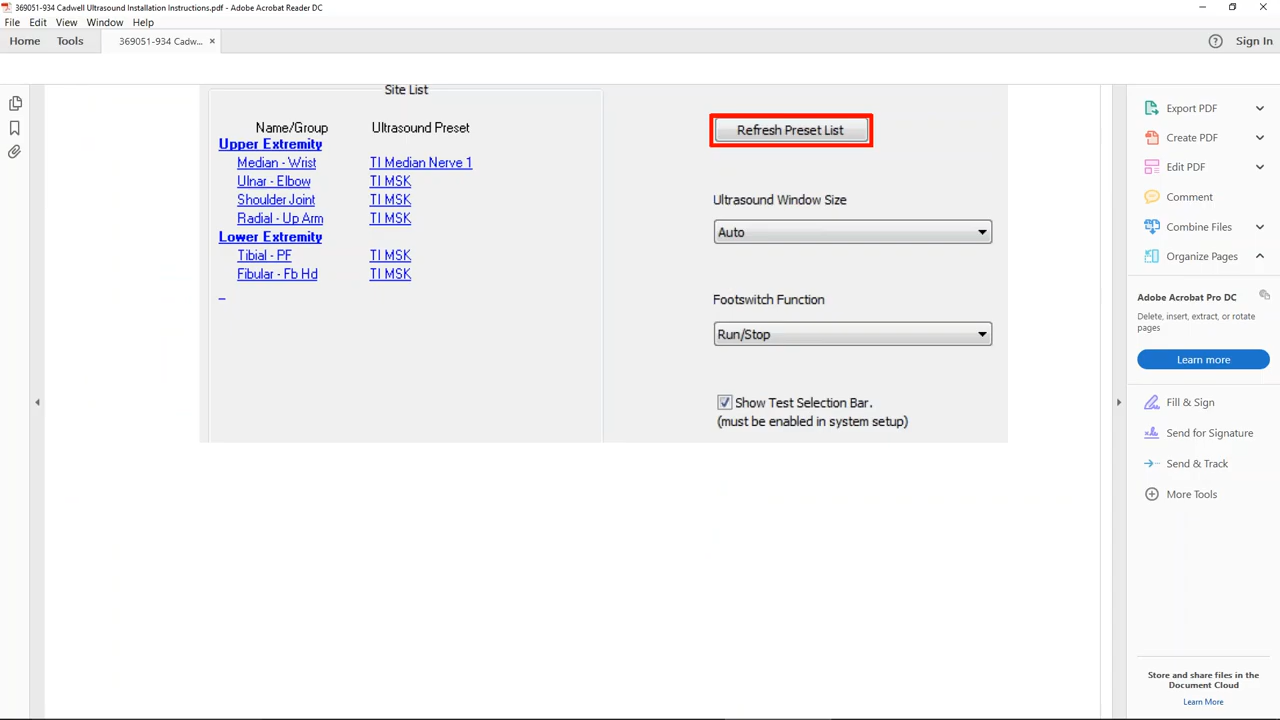 369051-934 Cadwell Ultrasound Installation Instructions.pdf - Adobe Acrobat Reader DC
File Edit View Window Help
Home Tools 369051-934 Cadw... × ? Sign In
Site List
Name/Group Ultrasound Preset
Upper Extremity
Median - Wrist TI Median Nerve 1
Ulnar - Elbow TI MSK
Shoulder Joint TI MSK
Radial - Up Arm TI MSK
Lower Extremity
Tibial - PF TI MSK
Fibular - Fb Hd TI MSK
Refresh Preset List
Ultrasound Window Size
Auto
Footswitch Function
Run/Stop
Show Test Selection Bar.
(must be enabled in system setup)
Export PDF
Create PDF
Edit PDF
Comment
Combine Files
Organize Pages
Adobe Acrobat Pro DC
Delete, insert, extract, or rotate
pages
Learn more
Fill & Sign
Send for Signature
Send & Track
More Tools
Store and share files in the
Document Cloud
Learn More